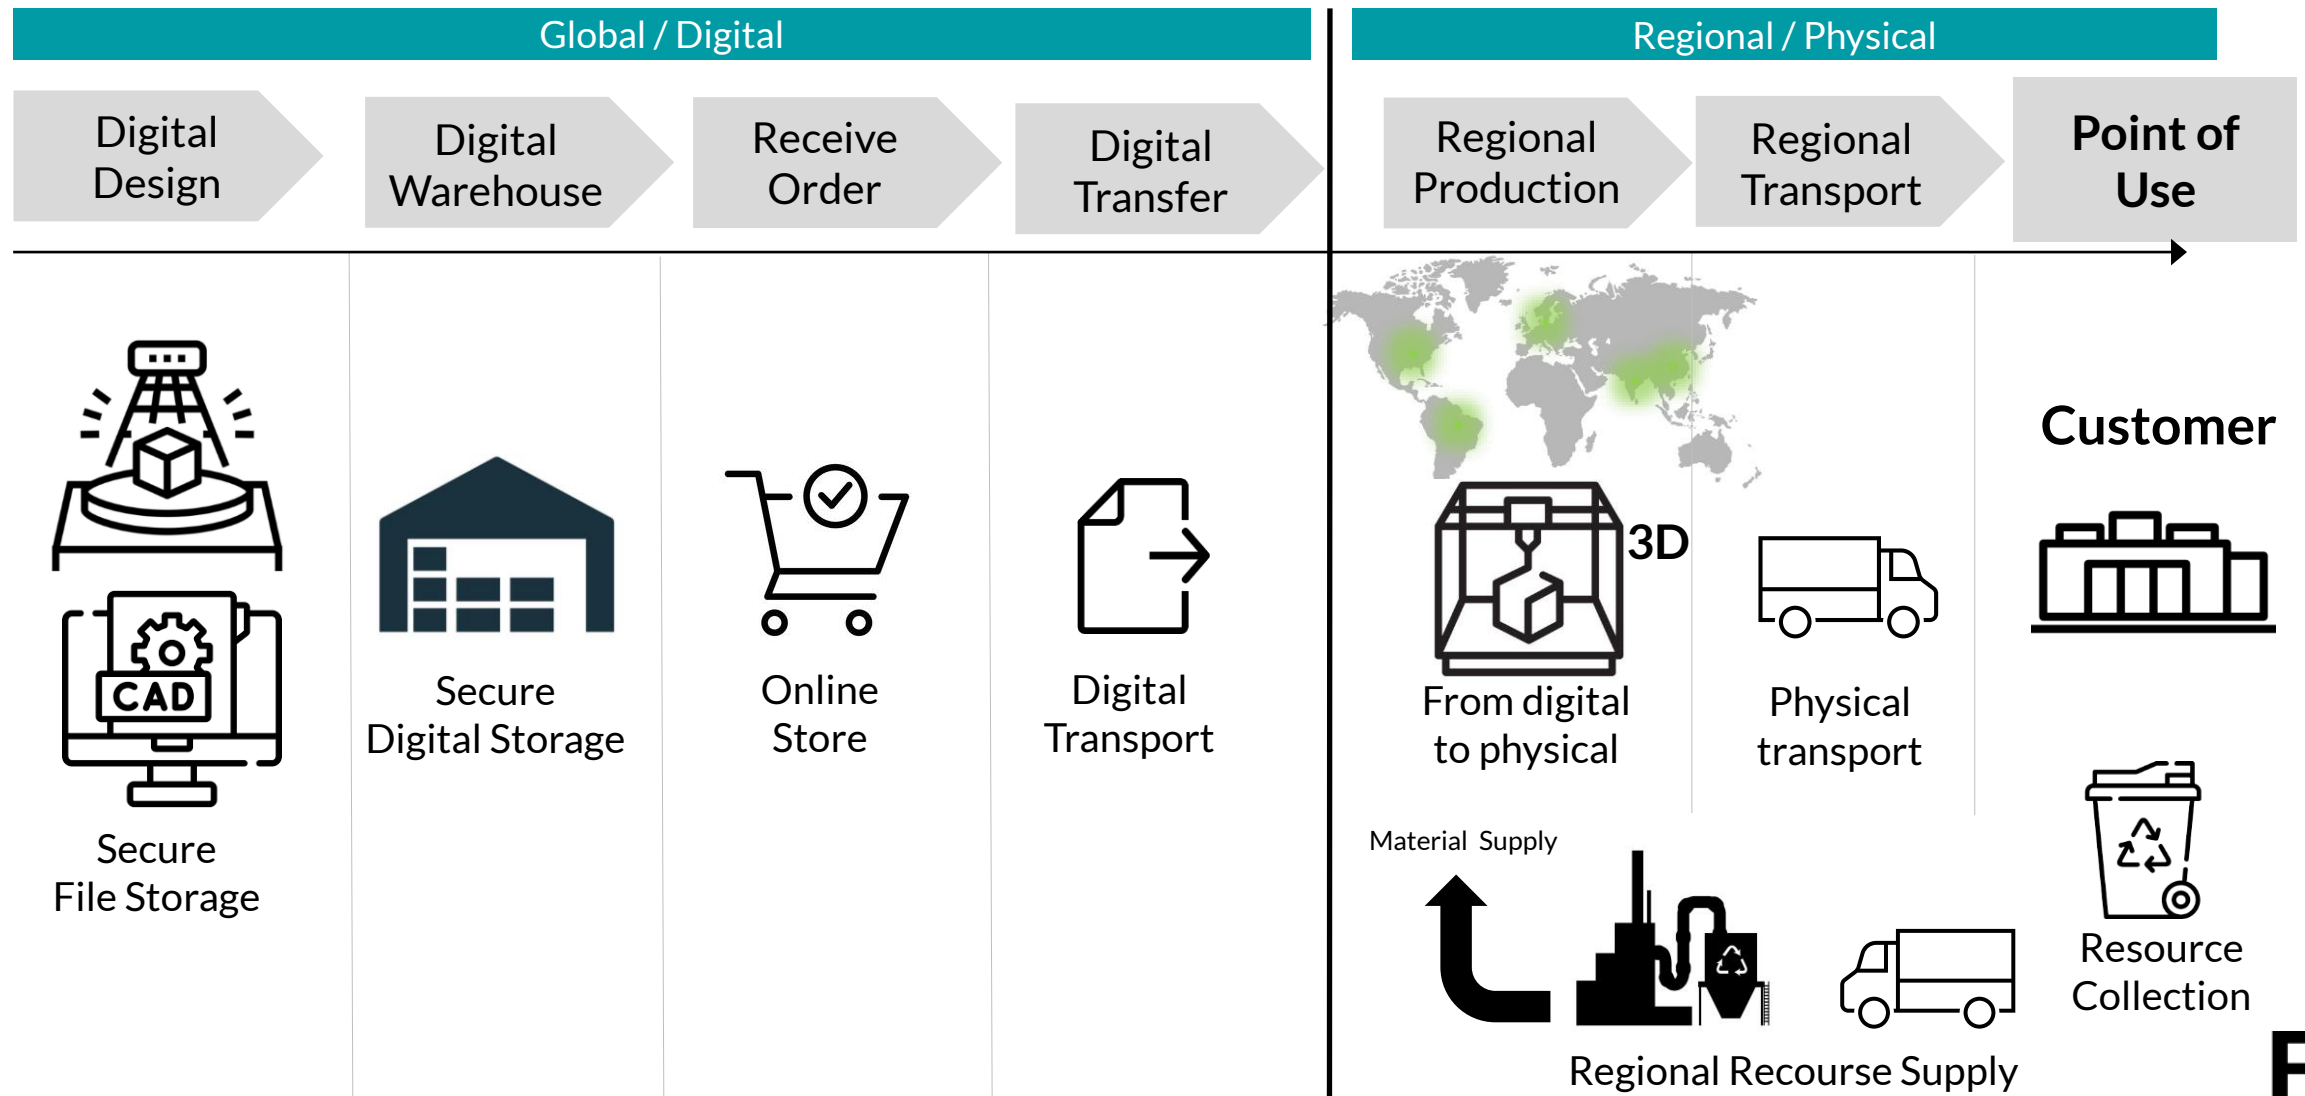 Global / Digital
Regional / Physical
Digital
Design
Digital
Warehouse
Receive
Order
Digital
Transfer
Regional
Production
Regional
Transport
Point of
Use
CAD
Secure
File Storage
Secure
Digital Storage
Online
Store
Digital
Transport
3D
From digital
to physical
Physical
transport
Customer
Material Supply
Resource
Collection
Regional Recourse Supply